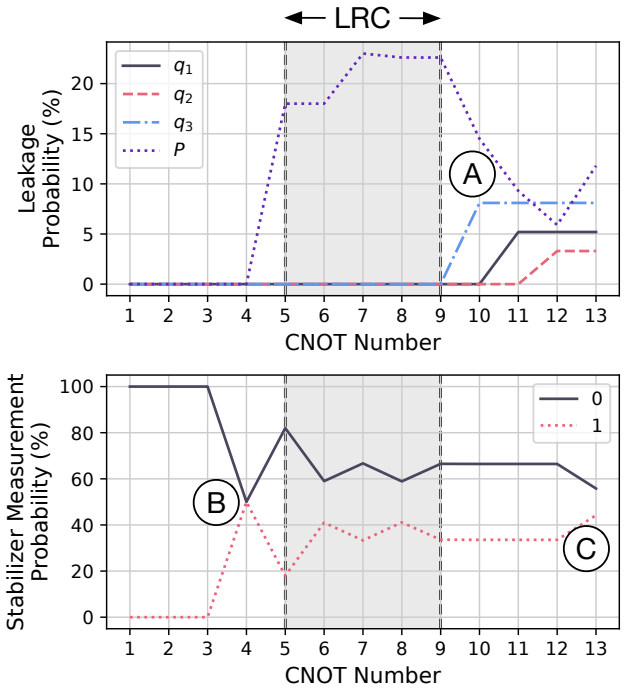 LRC
Leakage
Probability (%)
20
15
10
5
0
q1
q2
q3
P
A
1 2 3 4 5 6 7 8 9 10 11 12 13
CNOT Number
Stabilizer Measurement
Probability (%)
100
80
60
40
20
0
0
1
B
C
1 2 3 4 5 6 7 8 9 10 11 12 13
CNOT Number